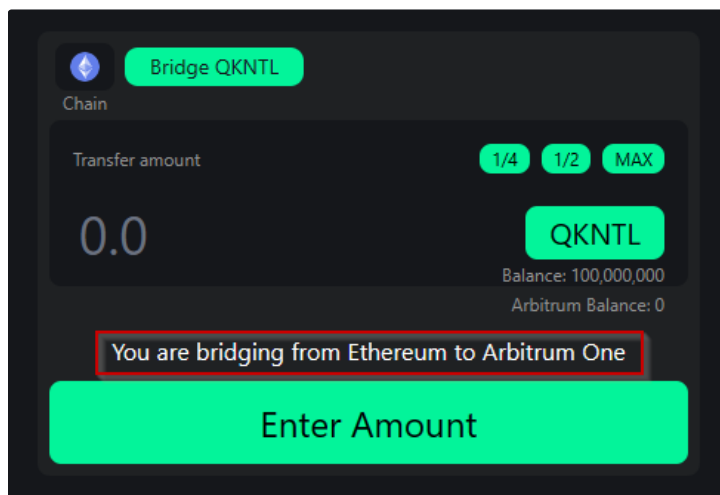 Bridge QKNTL
Chain
Transfer amount
1/4 1/2 MAX
0.0
QKNTL
Balance: 100,000,000
Arbitrum Balance: 0
You are bridging from Ethereum to Arbitrum One
Enter Amount